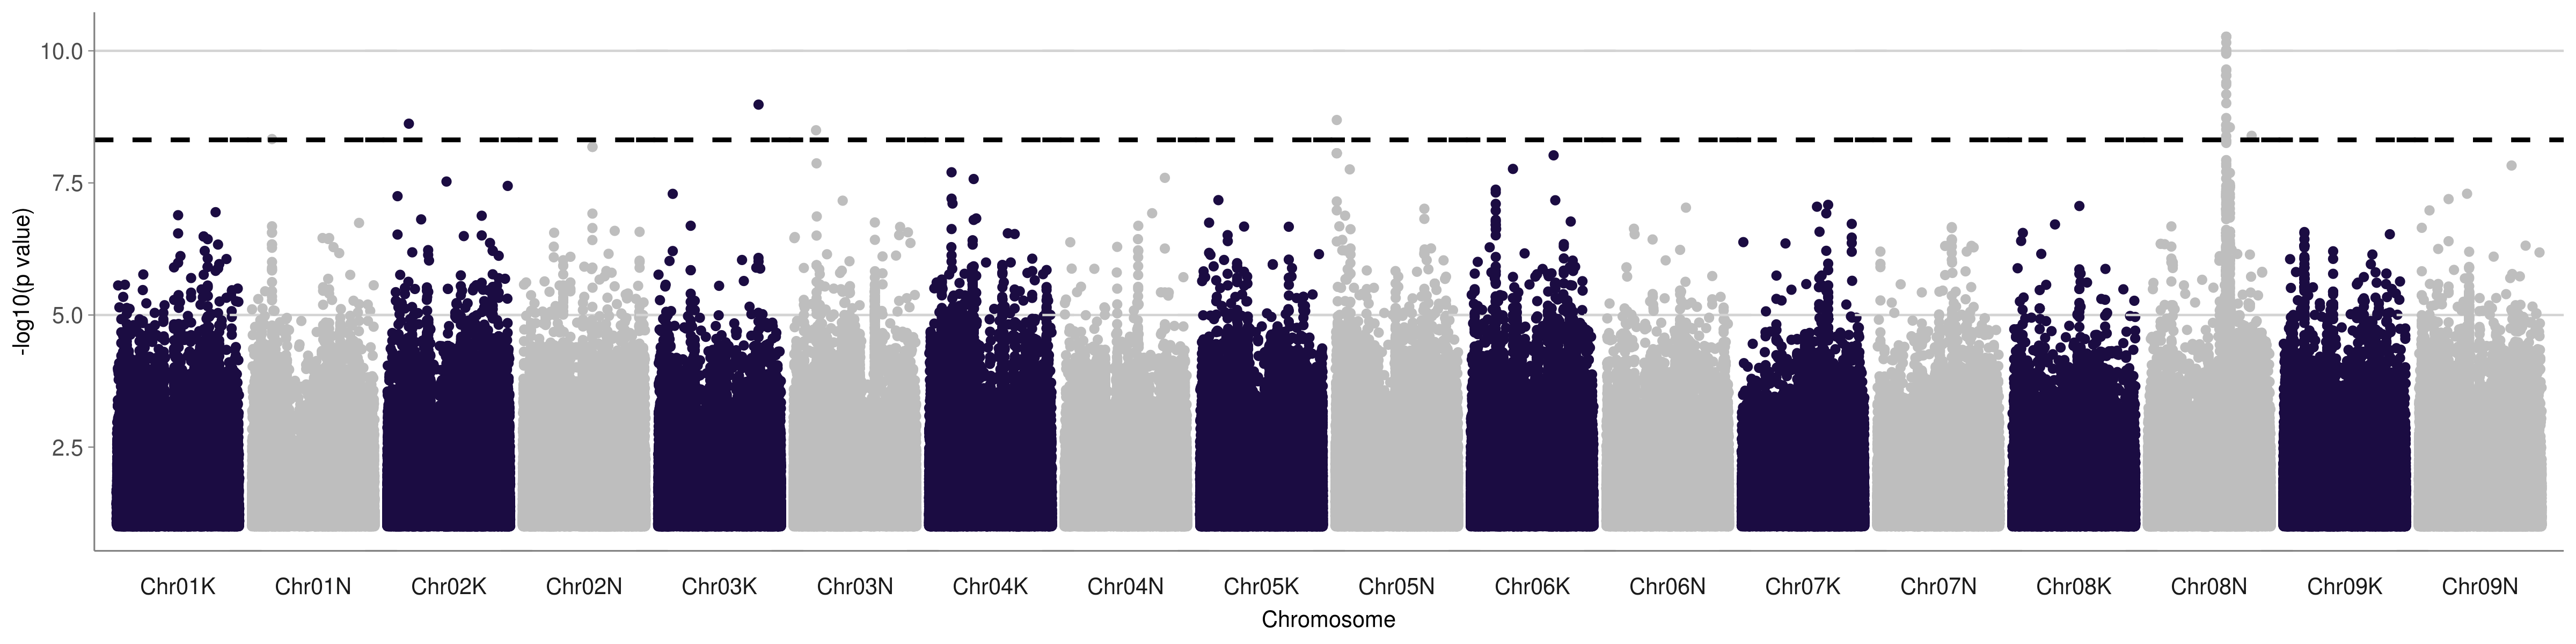 -log10(p value)
10.0
7.5
5.0
2.5
Chr01K Chr01N Chr02K Chr02N Chr03K Chr03N Chr04K Chr04N Chr05K Chr05N Chr06K Chr06N Chr07K Chr07N Chr08K Chr08N Chr09K Chr09N
Chromosome